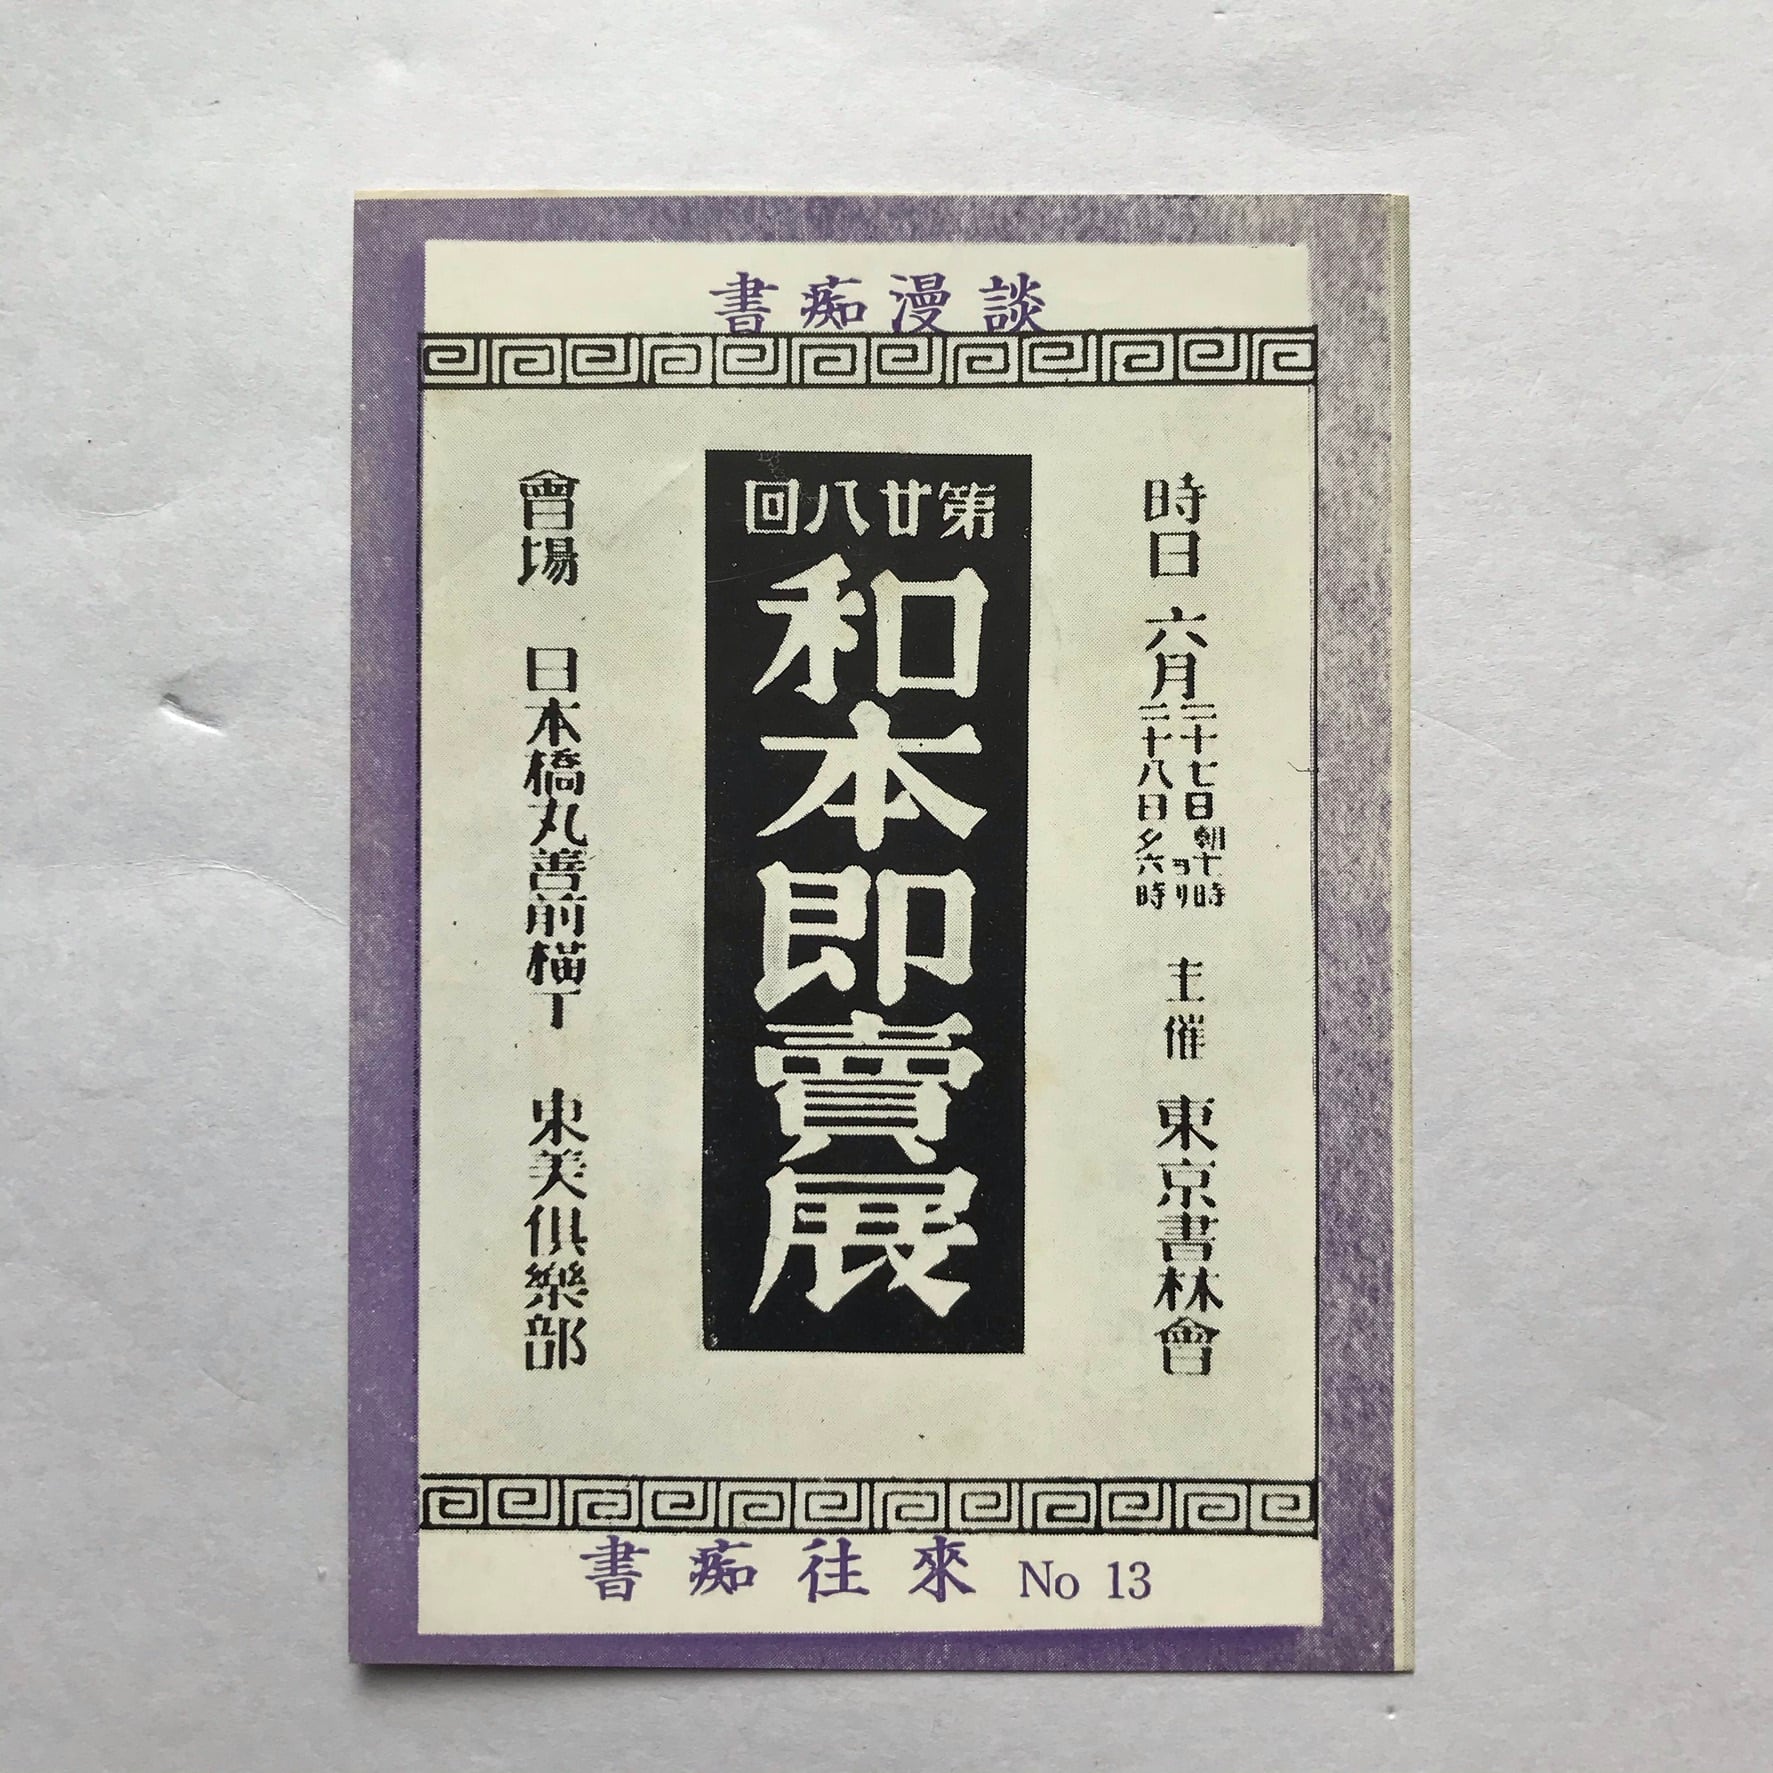 書痴漫談
第廿八回
和本即賣展
時日 六月二十七日朝十時ヨリ二十八日夕六時 主催 東京書林會
會場 日本橋丸善前横丁 東美倶樂部
書痴往來 No 13